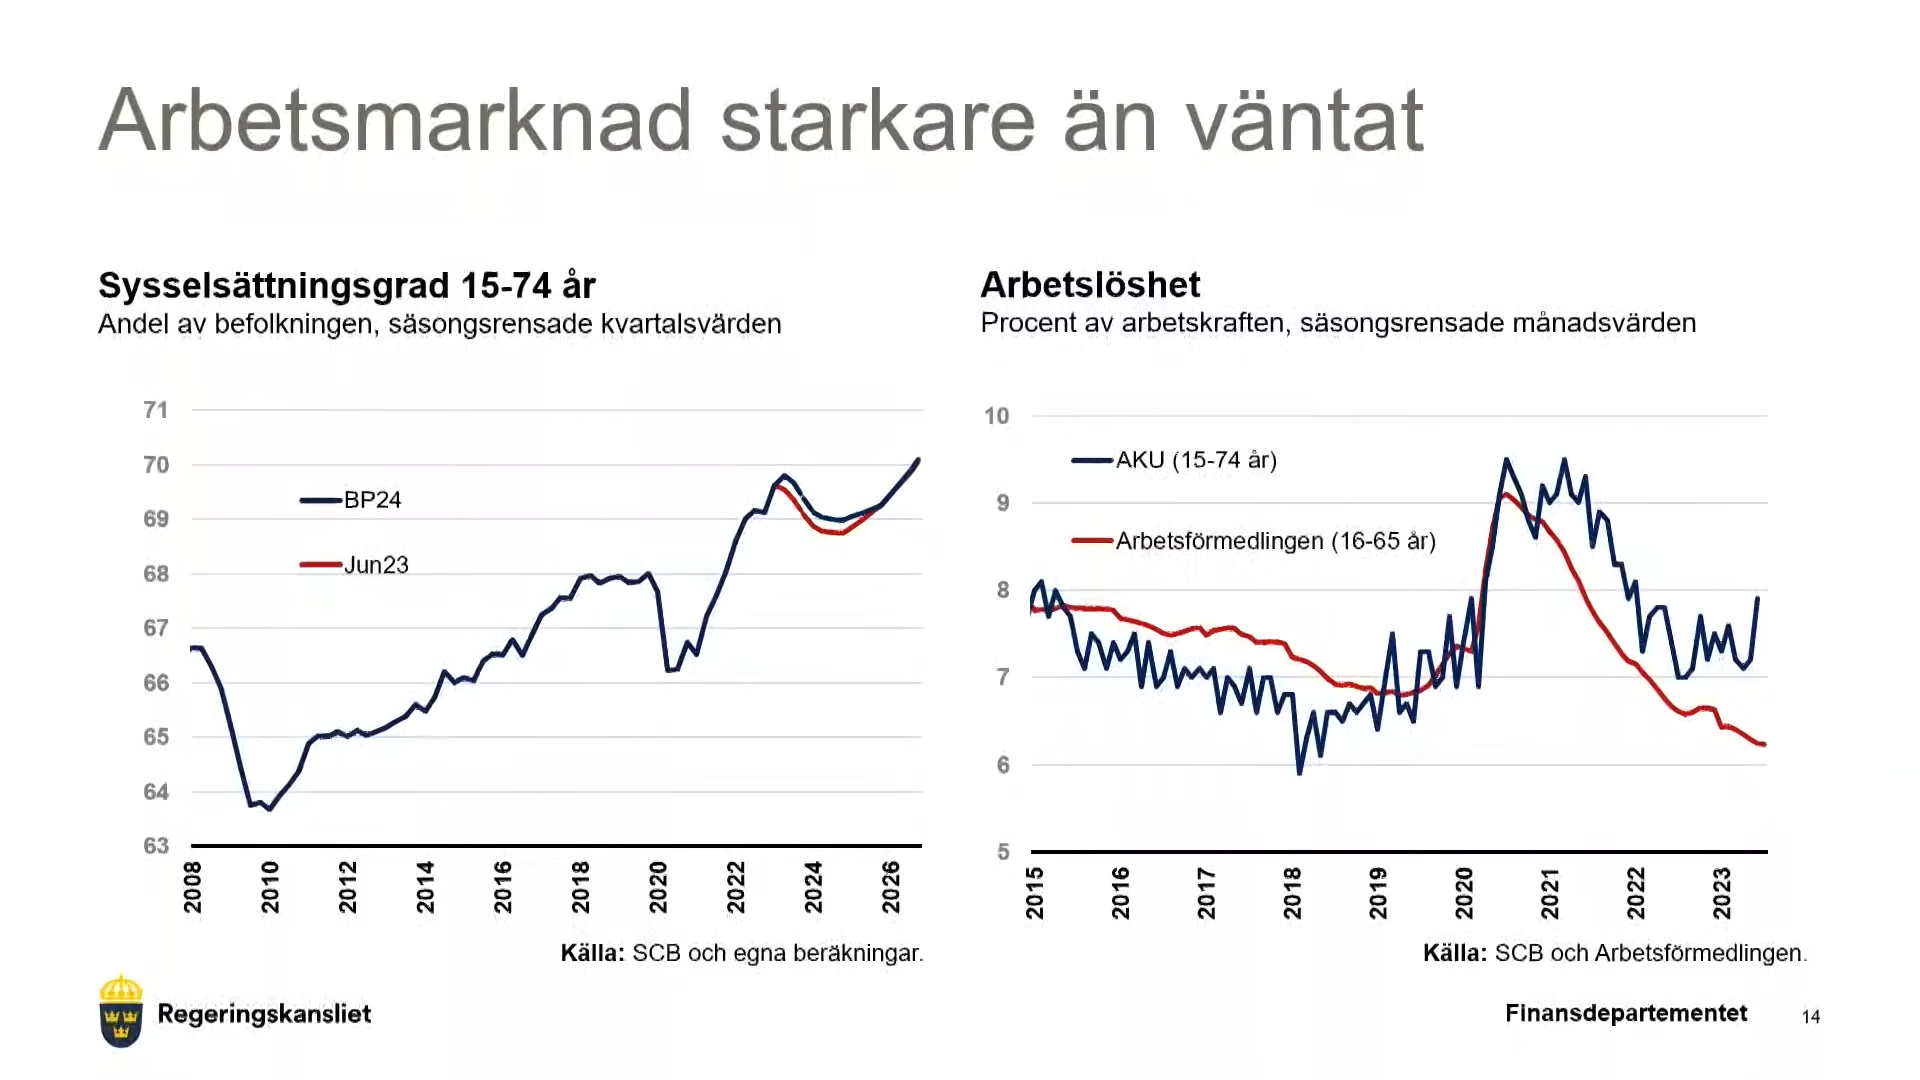 Arbetsmarknad starkare än väntat
Sysselsättningsgrad 15-74 år
Andel av befolkningen, säsongsrensade kvartalsvärden
71
70
69
68
67
66
65
64
63
BP24
Jun23
2008
2010
2012
2014
2016
2018
2020
2022
2024
2026
Källa: SCB och egna beräkningar.
Arbetslöshet
Procent av arbetskraften, säsongsrensade månadsvärden
10
9
8
7
6
5
AKU (15-74 år)
Arbetsförmedlingen (16-65 år)
2015
2016
2017
2018
2019
2020
2021
2022
2023
Källa: SCB och Arbetsförmedlingen.
Regeringskansliet
Finansdepartementet
14